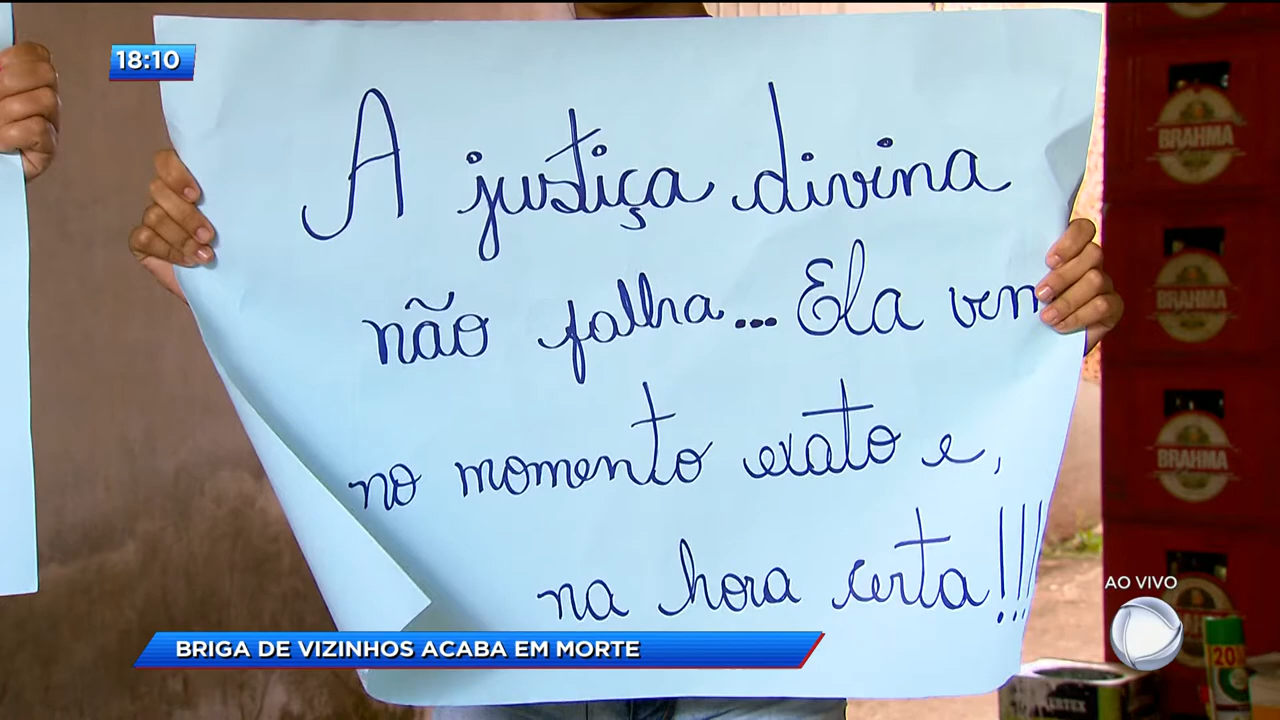 18:10
A justiça divina
não falha... Ela vem
no momento exato e,
na hora certa!!!
BRIGA DE VIZINHOS ACABA EM MORTE
AO VIVO
BRAHMA
BRAHMA
BRAHMA
20